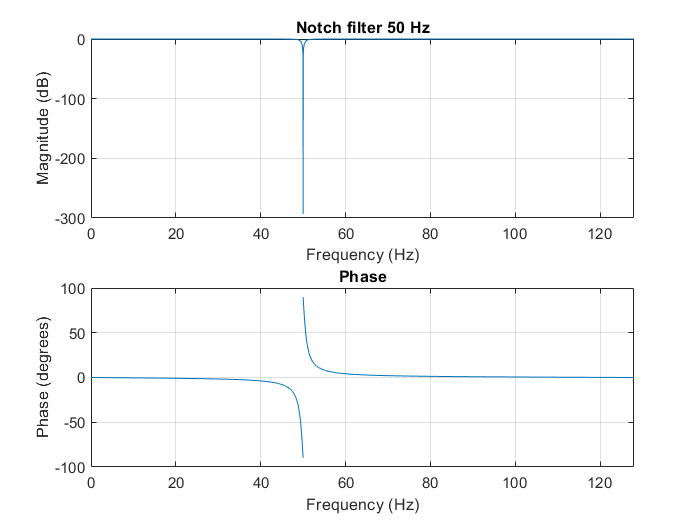 Notch filter 50 Hz
Magnitude (dB)
0
-100
-200
-300
0 20 40 60 80 100 120
Frequency (Hz)
Phase
Phase (degrees)
100
50
0
-50
-100
0 20 40 60 80 100 120
Frequency (Hz)